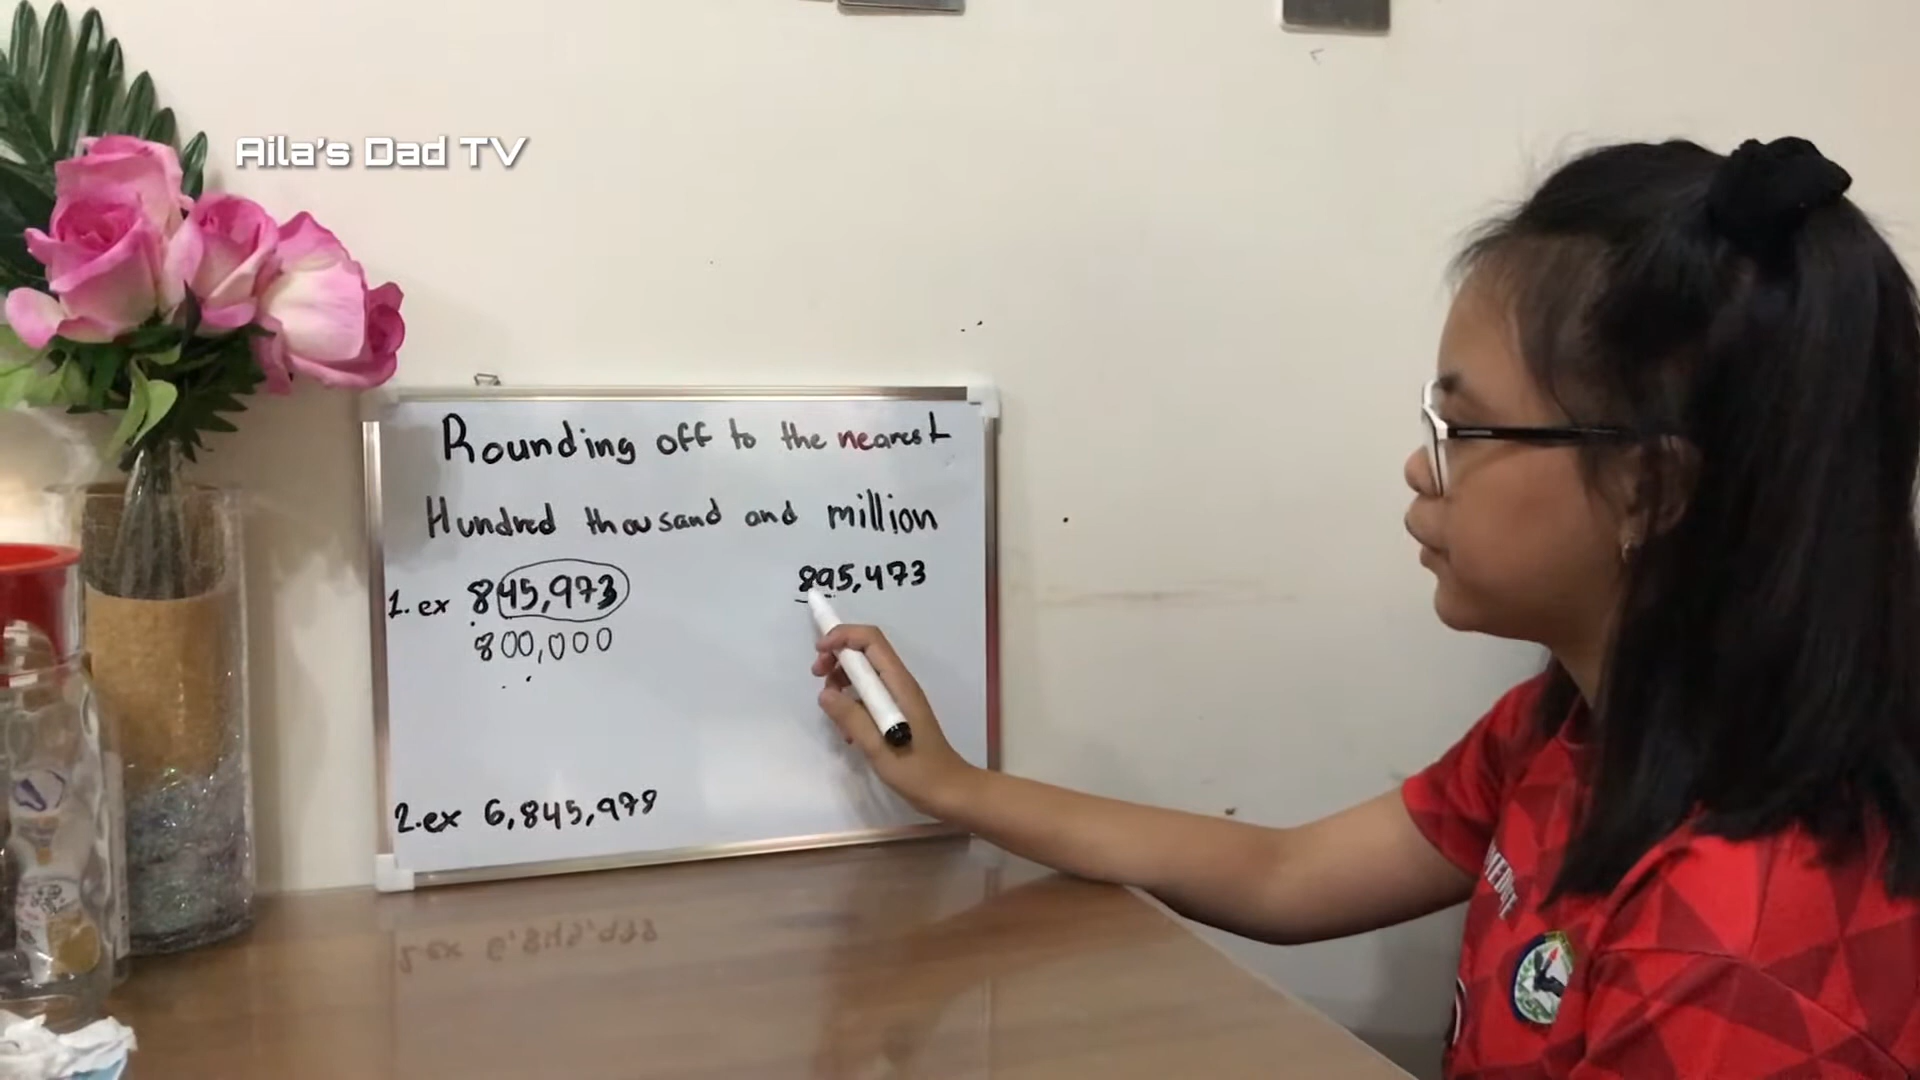 Aila's Dad TV
Rounding off to the nearest
Hundred thousand and million
1. ex 845,973
800,000
895,473
2. ex 6,845,978